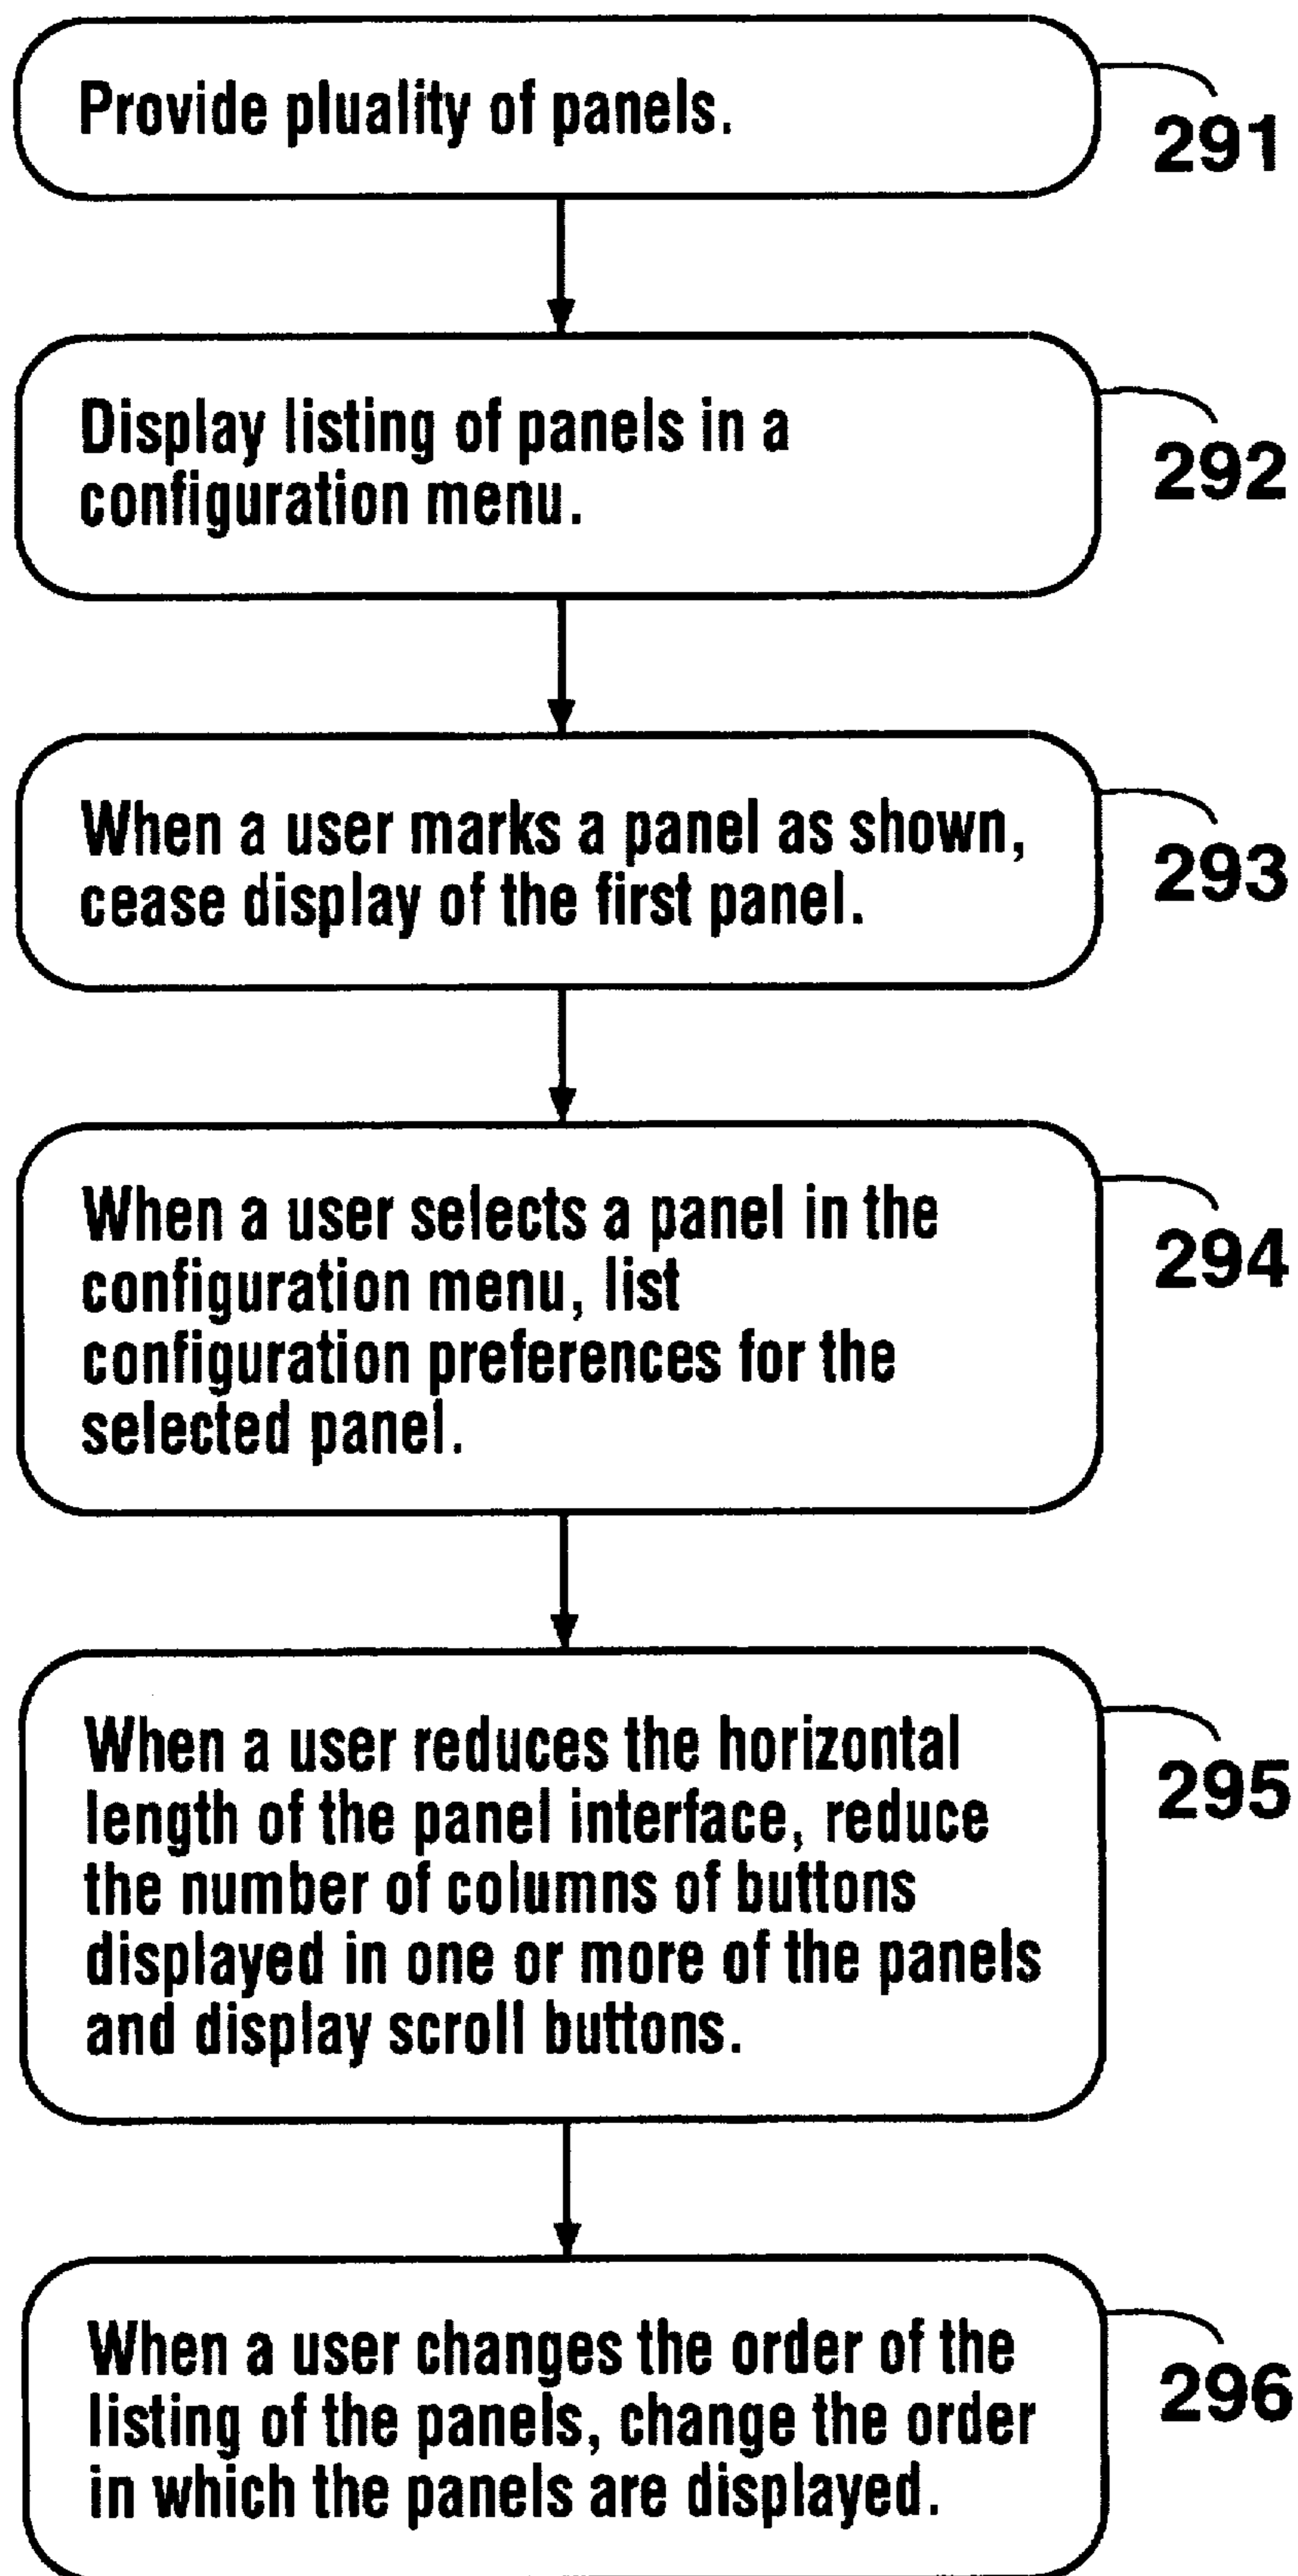 Provide pluality of panels.
291
Display listing of panels in a
configuration menu.
292
When a user marks a panel as shown,
cease display of the first panel.
293
When a user selects a panel in the
configuration menu, list
configuration preferences for the
selected panel.
294
When a user reduces the horizontal
length of the panel interface, reduce
the number of columns of buttons
displayed in one or more of the panels
and display scroll buttons.
295
When a user changes the order of the
listing of the panels, change the order
in which the panels are displayed.
296